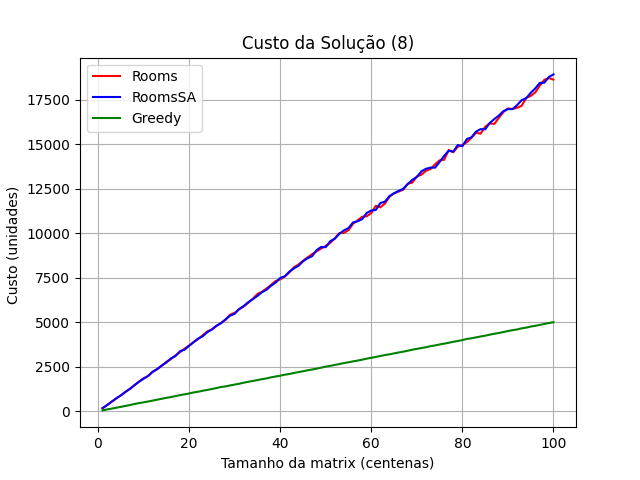 Custo da Solução (8)
Rooms
RoomsSA
Greedy
17500
15000
12500
10000
7500
5000
2500
0
Custo (unidades)
0 20 40 60 80 100
Tamanho da matrix (centenas)